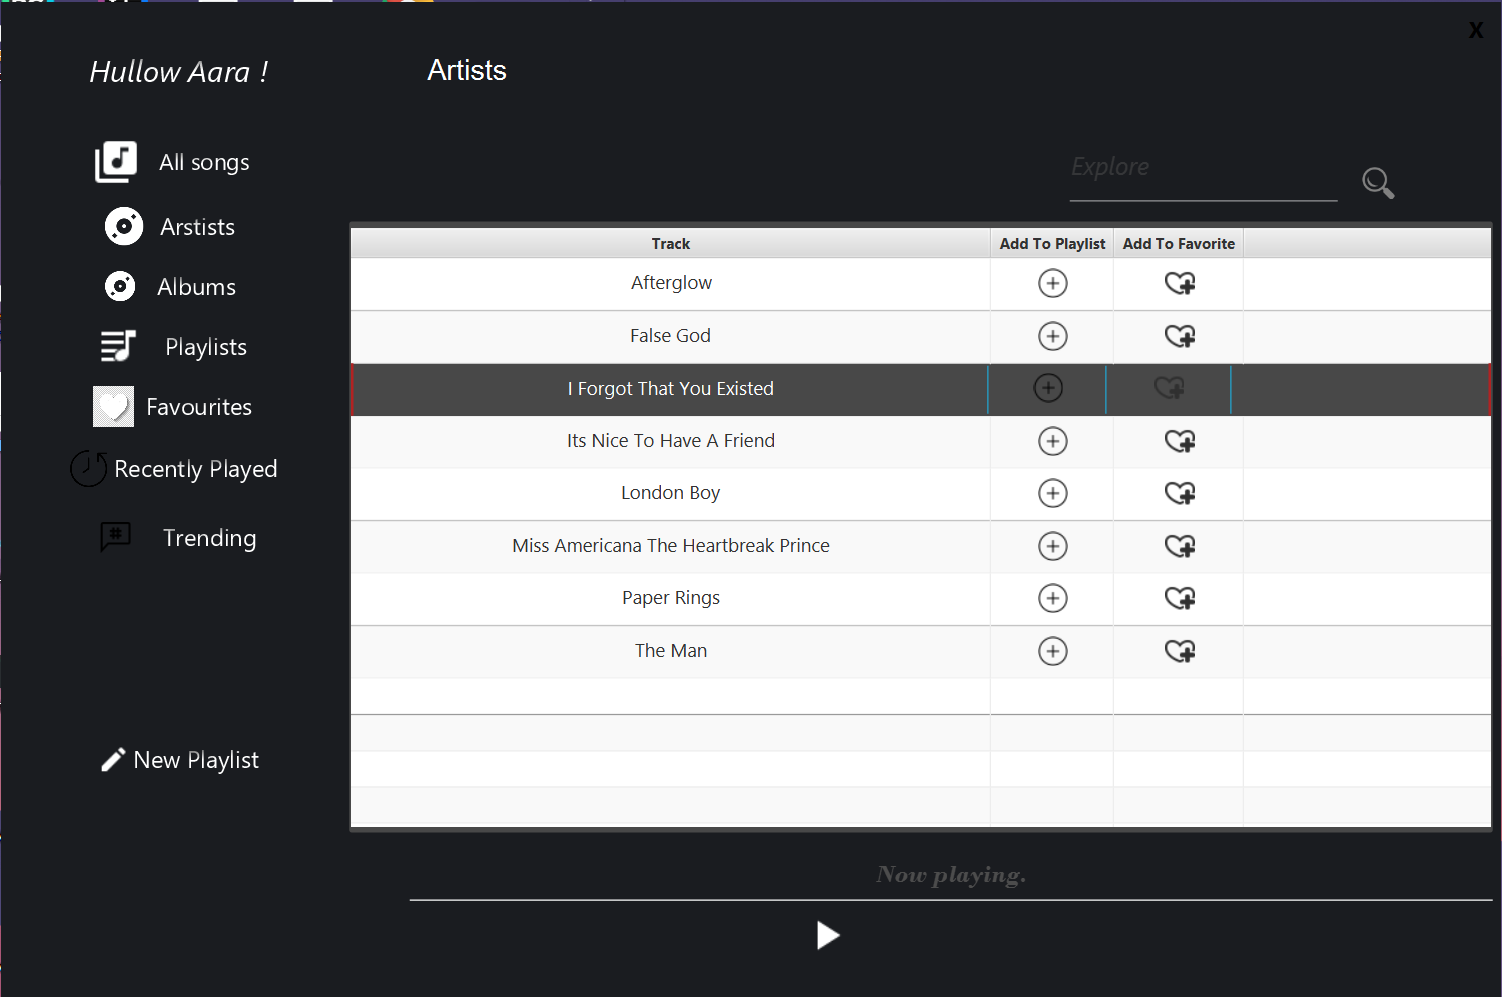 X
Hullow Aara !
Artists
All songs
Arstists
Albums
Playlists
Favourites
Recently Played
Trending
New Playlist
Explore
Track Add To Playlist Add To Favorite
Afterglow
False God
I Forgot That You Existed
Its Nice To Have A Friend
London Boy
Miss Americana The Heartbreak Prince
Paper Rings
The Man
Now playing.